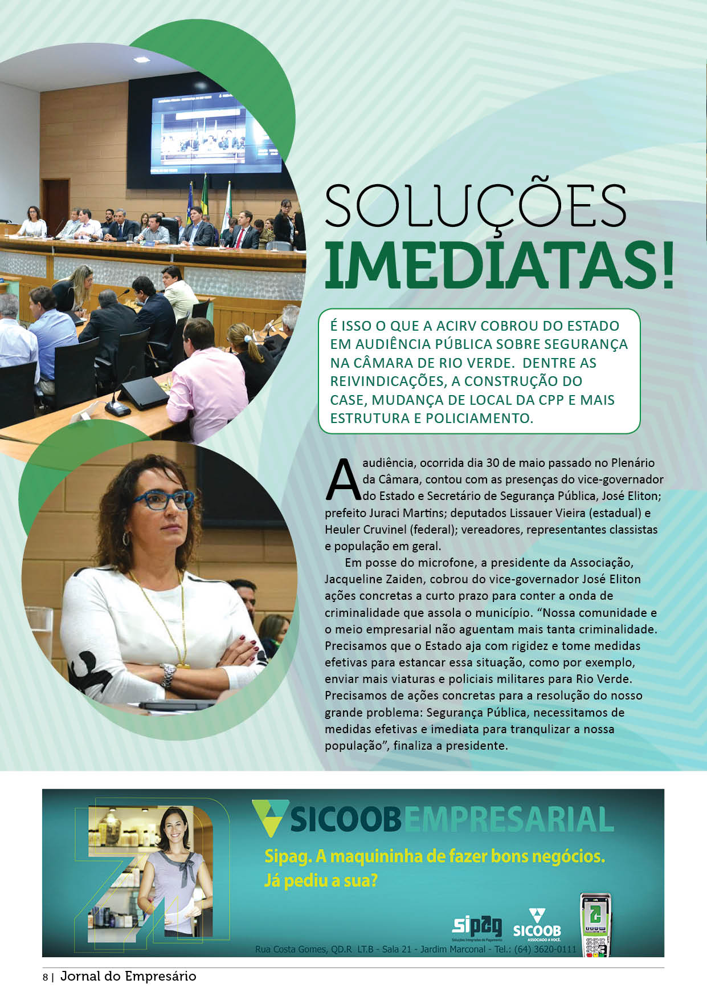 SOLUÇÕES
IMEDIATAS!
É ISSO O QUE A ACIRV COBROU DO ESTADO
EM AUDIÊNCIA PÚBLICA SOBRE SEGURANÇA
NA CÂMARA DE RIO VERDE. DENTRE AS
REIVINDICAÇÕES, A CONSTRUÇÃO DO
CASE, MUDANÇA DE LOCAL DA CPP E MAIS
ESTRUTURA E POLICIAMENTO.
A audiência, ocorrida dia 30 de maio passado no Plenário
da Câmara, contou com as presenças do vice-governador
do Estado e Secretário de Segurança Pública, José Eliton;
prefeito Juraci Martins; deputados Lissauer Vieira (estadual) e
Heuler Cruvinel (federal); vereadores, representantes classistas
e população em geral.
Em posse do microfone, a presidente da Associação,
Jacqueline Zaiden, cobrou do vice-governador José Eliton
ações concretas a curto prazo para conter a onda de
criminalidade que assola o município. “Nossa comunidade e
o meio empresarial não aguentam mais tanta criminalidade.
Precisamos que o Estado aja com rigidez e tome medidas
efetivas para estancar essa situação, como por exemplo,
enviar mais viaturas e policiais militares para Rio Verde.
Precisamos de ações concretas para a resolução do nosso
grande problema: Segurança Pública, necessitamos de
medidas efetivas e imediata para tranqulizar a nossa
população”, finaliza a presidente.
SICOOB EMPRESARIAL
Sipag. A maquininha de fazer bons negócios.
Já pediu a sua?
sipag
Soluções Integradas de Pagamento
SICOOB
ASSOCIADO A VOCÊ.
Rua Costa Gomes, QD.R LT.B - Sala 21 - Jardim Marconal - Tel.: (64) 3620-0111
8 | Jornal do Empresário